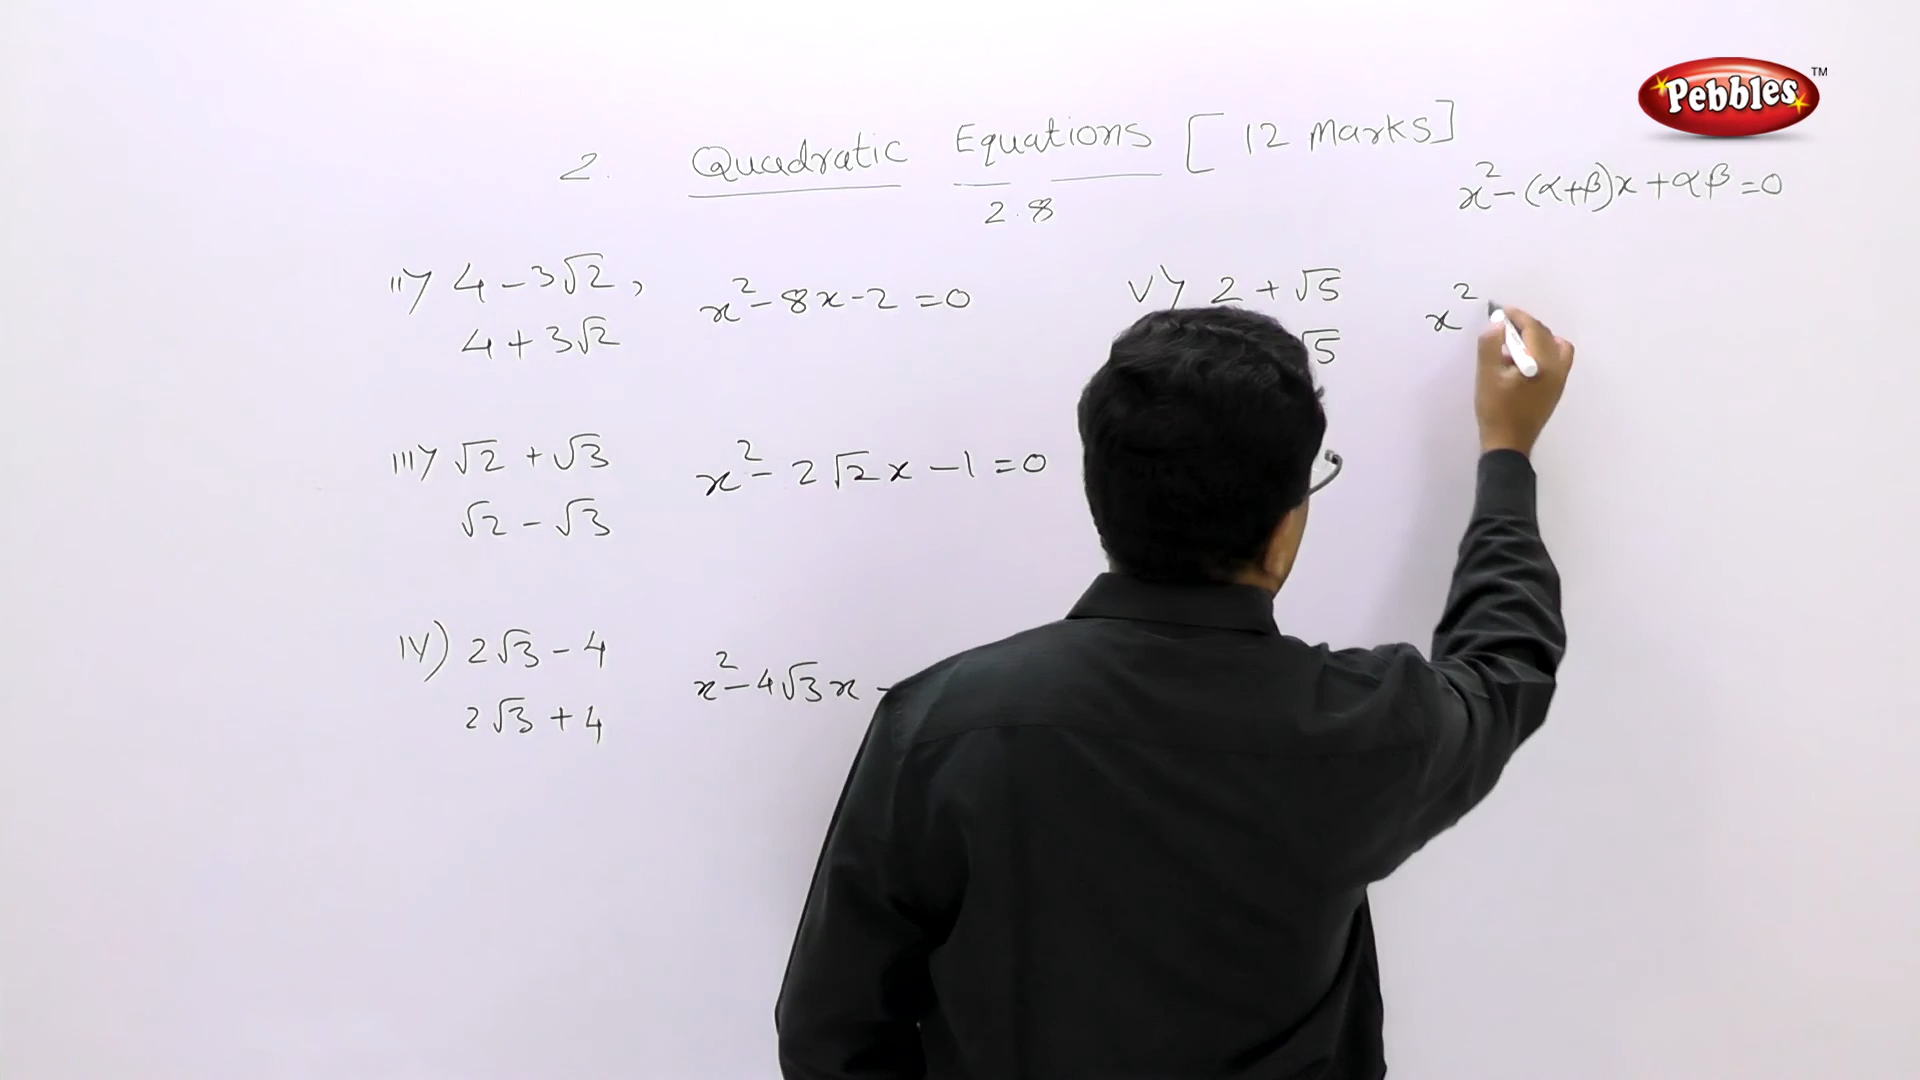 Pebbles™
2. Quadratic Equations [12 Marks]
2.8
x² - (α+β)x + αβ = 0
ii) 4 - 3√2,
4 + 3√2
x² - 8x - 2 = 0
iii) √2 + √3
√2 - √3
x² - 2√2x - 1 = 0
iv) 2√3 - 4
2√3 + 4
x² - 4√3x -
v) 2 + √5
√5
x²